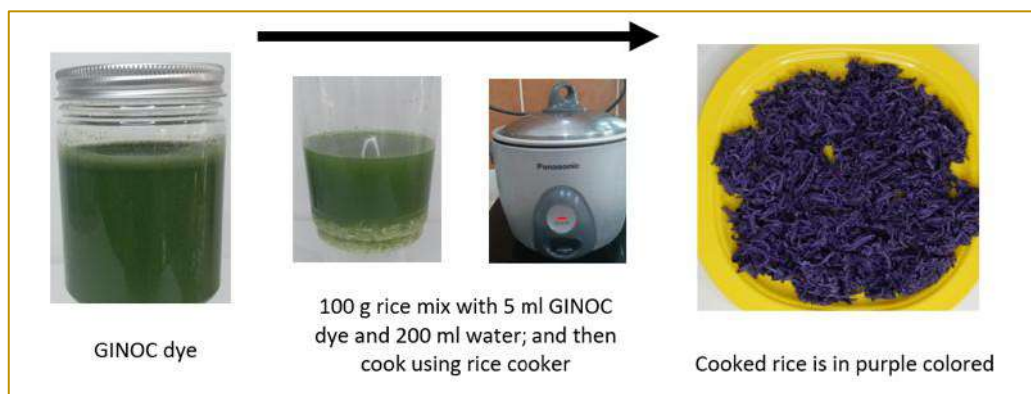 Panasonic
GINOC dye
100 g rice mix with 5 ml GINOC
dye and 200 ml water; and then
cook using rice cooker
Cooked rice is in purple colored